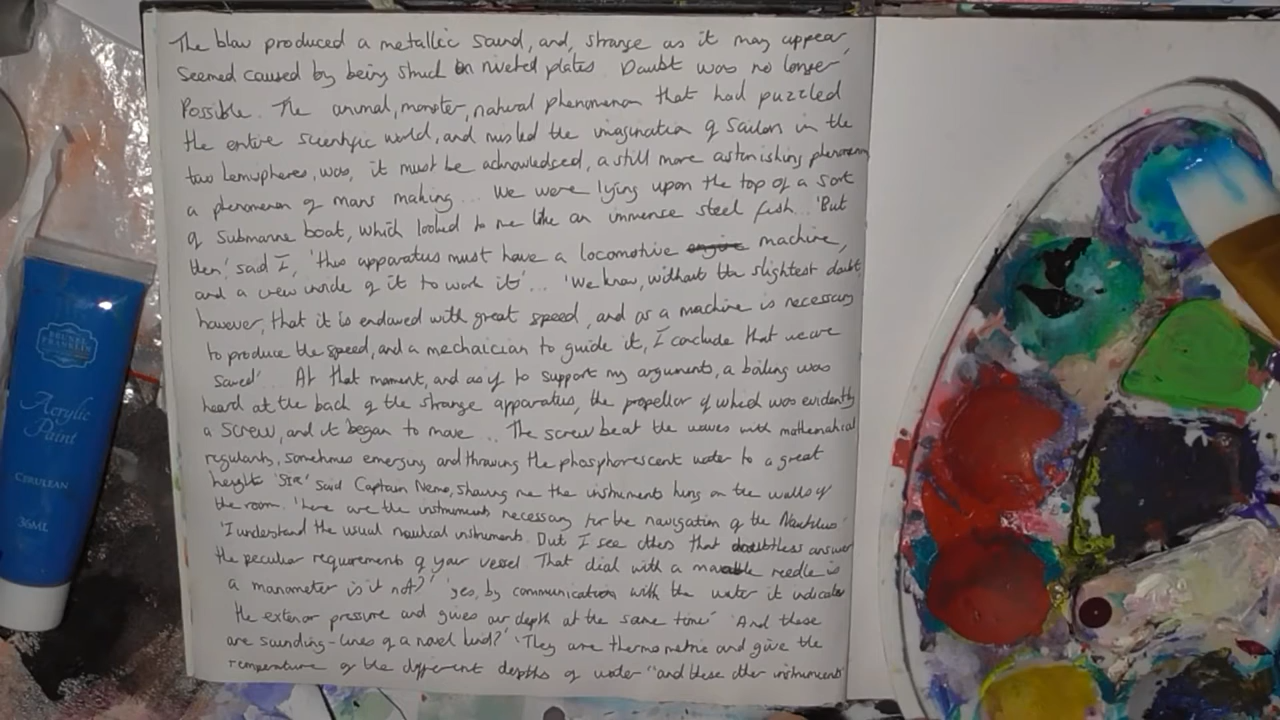 The blow produced a metallic sound, and, strange as it may appear,
seemed caused by being struck on riveted plates. Doubt was no longer
Possible. The animal, monster, natural phenomenon that had puzzled
the entire scientific world, and misled the imagination of sailors in the
two hemispheres, was, it must be acknowledged, a still more astonishing phenomenon
a phenomenon of mans making... We were lying upon the top of a sort
of submarine boat, which looked to me like an immense steel fish... 'But
then' said I, 'this apparatus must have a locomotive engine machine,
and a crew inside of it to work it'... 'We know, without the slightest doubt
however, that it is endowed with great speed, and as a machine is necessary
to produce the speed, and a mechaician to guide it, I conclude that we are
saved'... At that moment, and as if to support my arguments, a boiling was
heard at the back of the strange apparatus, the propellor of which was evidently
a screw, and it began to move... The screw beat the waves with mathematical
regularity, sometimes emerging and throwing the phosphorescent water to a great
height 'Sir' said Captain Nemo, showing me the instruments hung on the walls of
the room. 'here are the instruments necessary for the navigation of the Nautilus'
'I understand the usual nautical instruments. But I see others that doubtless answer
the peculiar requirements of your vessel. That dial with a movable needle is
a manometer is it not?' 'yes, by communication with the water it indicates
the exterior pressure and gives our depth at the same time' 'And these
are sounding-lines of a novel kind?' 'They are thermometric and give the
temperature of the different depths of water "and these other instruments'
BRUNEL FRANKLIN
Acrylic
Paint
CERULEAN
36ML